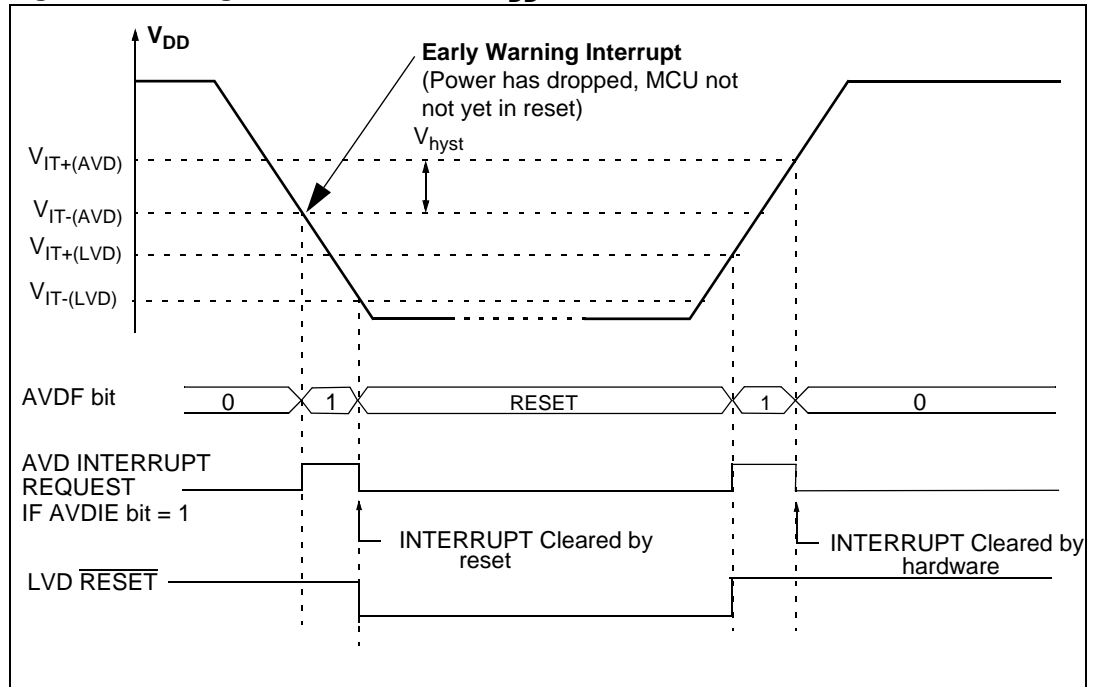 VDD
Early Warning Interrupt
(Power has dropped, MCU not
not yet in reset)
Vhyst
VIT+(AVD)
VIT-(AVD)
VIT+(LVD)
VIT-(LVD)
AVDF bit
0
1
RESET
1
0
AVD INTERRUPT
REQUEST
IF AVDIE bit = 1
INTERRUPT Cleared by
reset
INTERRUPT Cleared by
hardware
LVD RESET